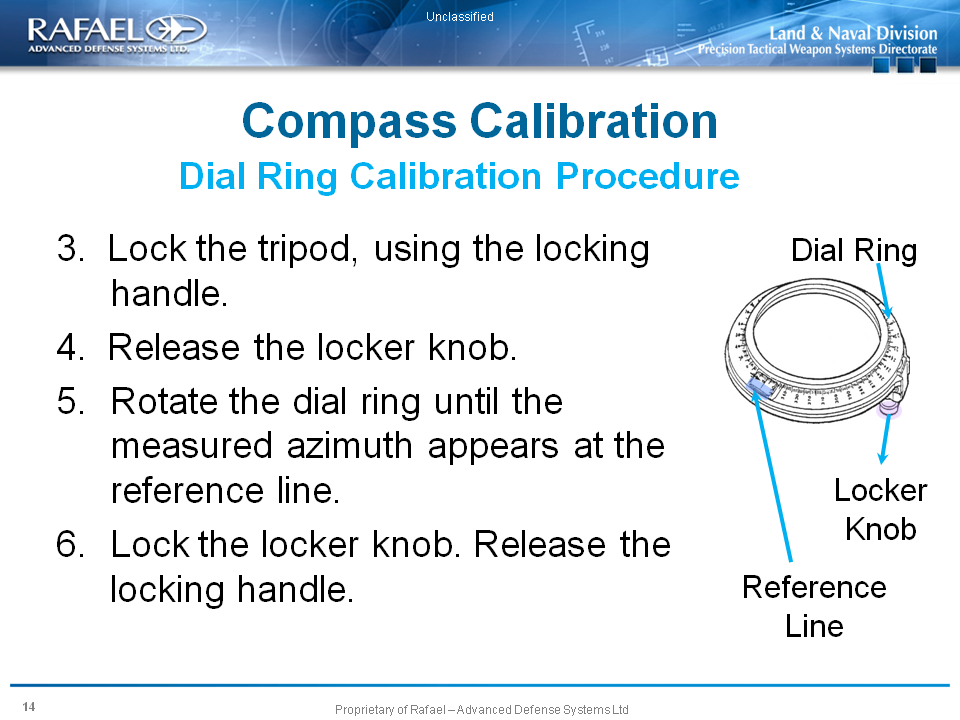 Unclassified
RAFAEL
ADVANCED DEFENSE SYSTEMS LTD.
Land & Naval Division
Precision Tactical Weapon Systems Directorate
Compass Calibration
Dial Ring Calibration Procedure
3. Lock the tripod, using the locking
handle.
4. Release the locker knob.
5. Rotate the dial ring until the
measured azimuth appears at the
reference line.
6. Lock the locker knob. Release the
locking handle.
Dial Ring
Locker
Knob
Reference
Line
14
Proprietary of Rafael – Advanced Defense Systems Ltd